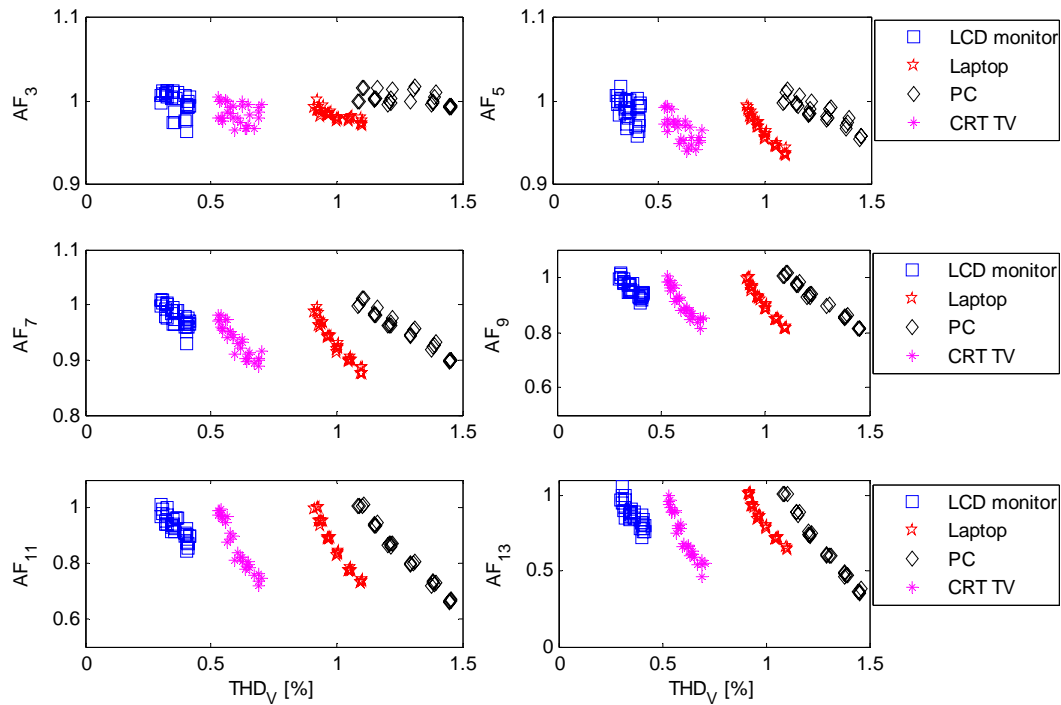 1.1
1
0.9
AF3
0 0.5 1 1.5
1.1
1
0.9
AF5
0 0.5 1 1.5
LCD monitor
Laptop
PC
CRT TV
1.1
1
0.9
0.8
AF7
0 0.5 1 1.5
1
0.8
0.6
AF9
0 0.5 1 1.5
LCD monitor
Laptop
PC
CRT TV
1
0.8
0.6
AF11
0 0.5 1 1.5
THDV [%]
1
0.5
0
AF13
0 0.5 1 1.5
THDV [%]
LCD monitor
Laptop
PC
CRT TV